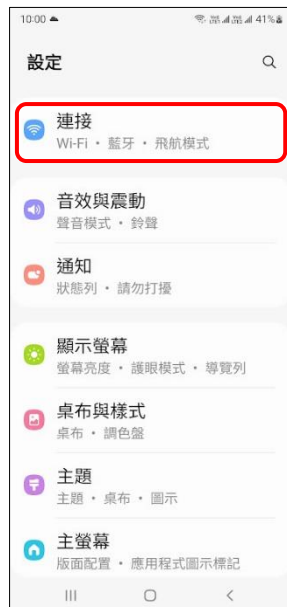 10:00 41%
設定
連接
Wi-Fi • 藍牙 • 飛航模式
音效與震動
聲音模式 • 鈴聲
通知
狀態列 • 請勿打擾
顯示螢幕
螢幕亮度 • 護眼模式 • 導覽列
桌布與樣式
桌布 • 調色盤
主題
主題 • 桌布 • 圖示
主螢幕
版面配置 • 應用程式圖示標記